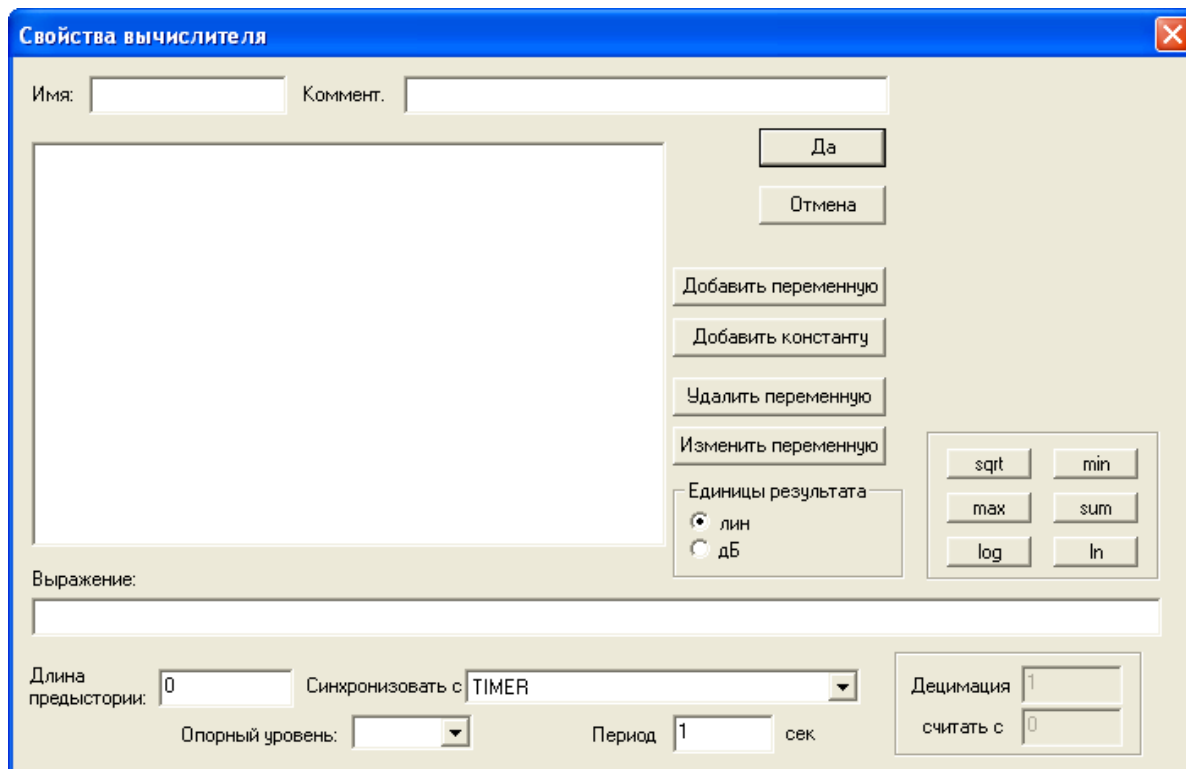 Свойства вычислителя
Имя: Коммент.
Да
Отмена
Добавить переменную
Добавить константу
Удалить переменную
Изменить переменную
sqrt min
Единицы результата
max sum
лин
дБ
log ln
Выражение:
Длина
предыстории: 0 Синхронизовать с TIMER Децимация 1
Опорный уровень: Период 1 сек считать с 0